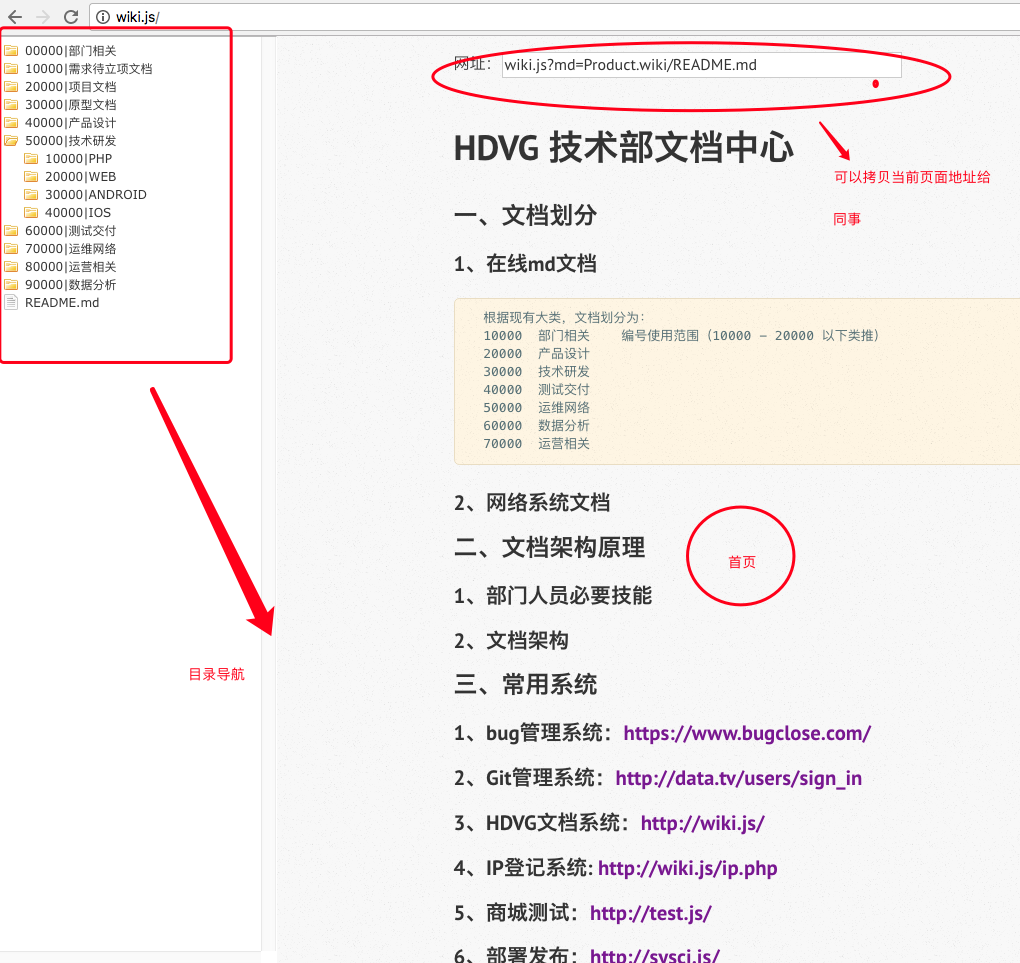 wiki.js/
00000|部门相关
10000|需求待立项文档
20000|项目文档
30000|原型文档
40000|产品设计
50000|技术研发
10000|PHP
20000|WEB
30000|ANDROID
40000|IOS
60000|测试交付
70000|运维网络
80000|运营相关
90000|数据分析
README.md
目录导航
网址： wiki.js?md=Product.wiki/README.md
可以拷贝当前页面地址给
同事
HDVG 技术部文档中心
一、文档划分
1、在线md文档
根据现有大类，文档划分为：
10000 部门相关 编号使用范围（10000 - 20000 以下类推）
20000 产品设计
30000 技术研发
40000 测试交付
50000 运维网络
60000 数据分析
70000 运营相关
2、网络系统文档
二、文档架构原理
首页
1、部门人员必要技能
2、文档架构
三、常用系统
1、bug管理系统：https://www.bugclose.com/
2、Git管理系统：http://data.tv/users/sign_in
3、HDVG文档系统：http://wiki.js/
4、IP登记系统: http://wiki.js/ip.php
5、商城测试：http://test.js/
6、部署发布：http://sysci.js/